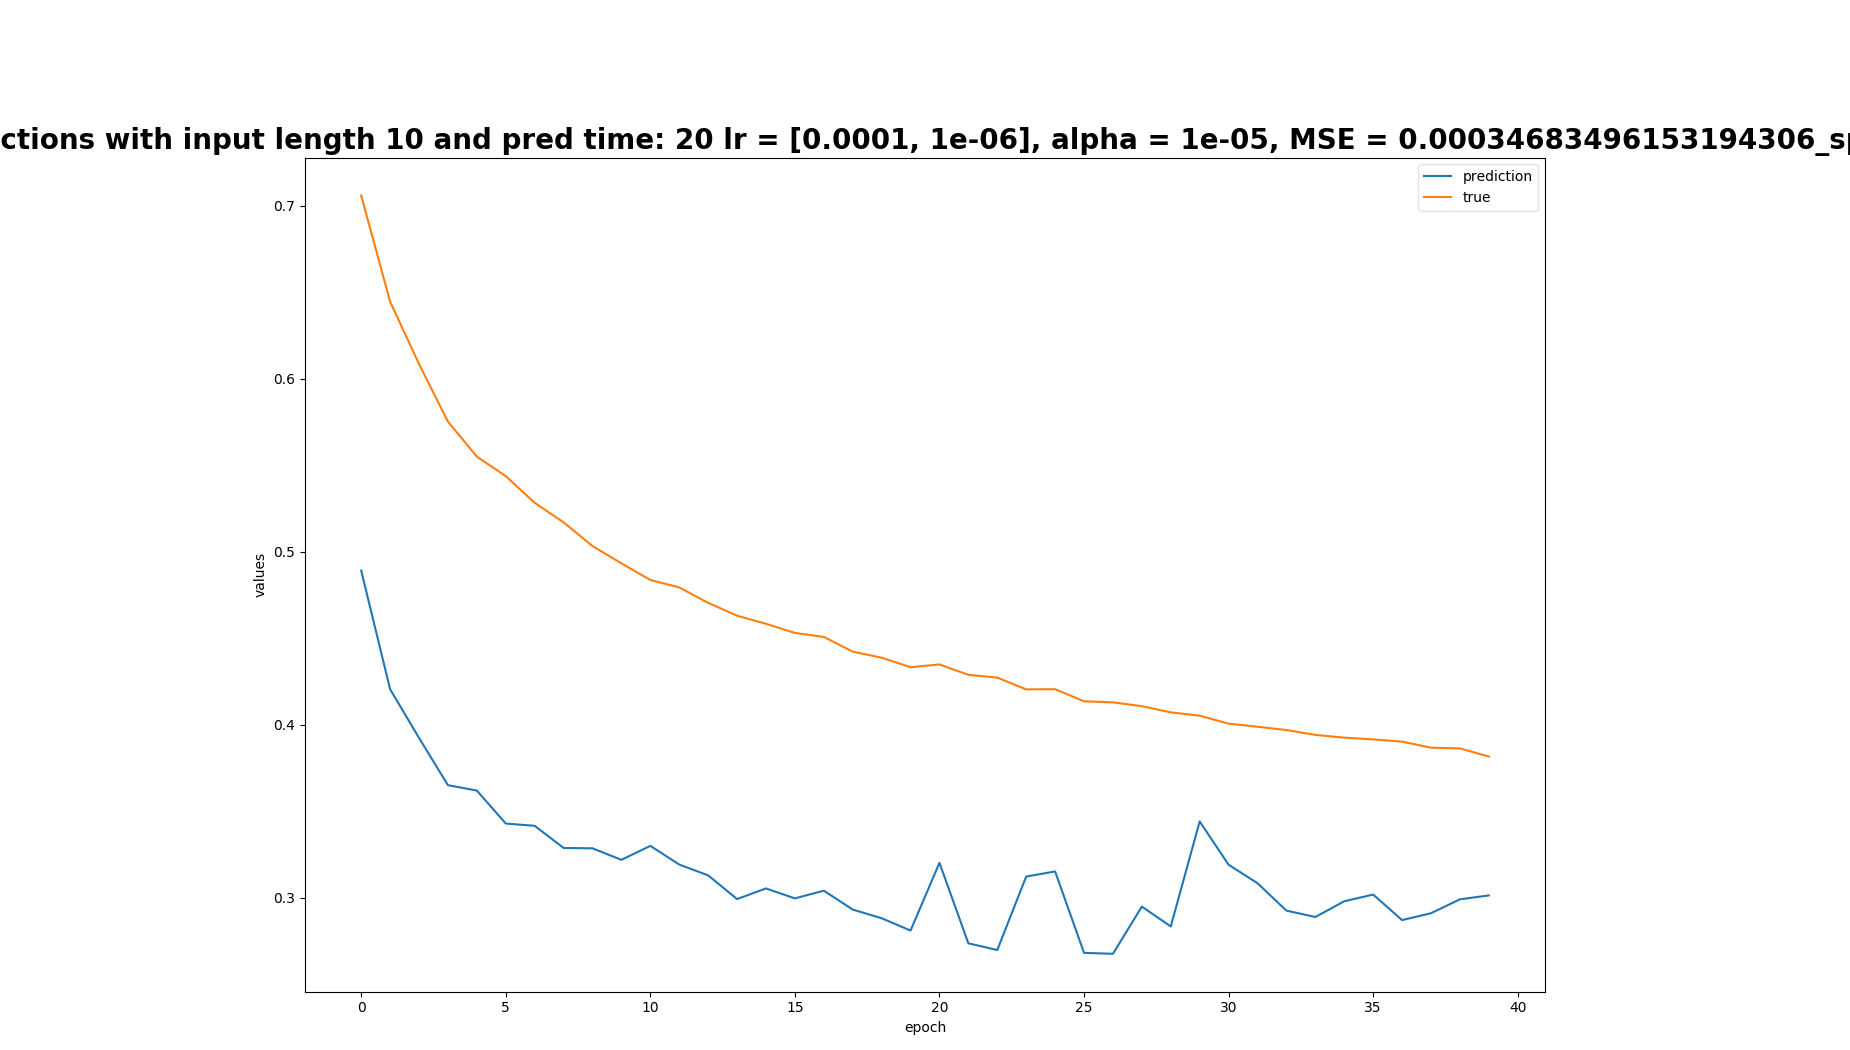 ctions with input length 10 and pred time: 20 lr = [0.0001, 1e-06], alpha = 1e-05, MSE = 0.00034683496153194306_sp
prediction
true
0.7
0.6
0.5
0.4
0.3
values
0 5 10 15 20 25 30 35 40
epoch